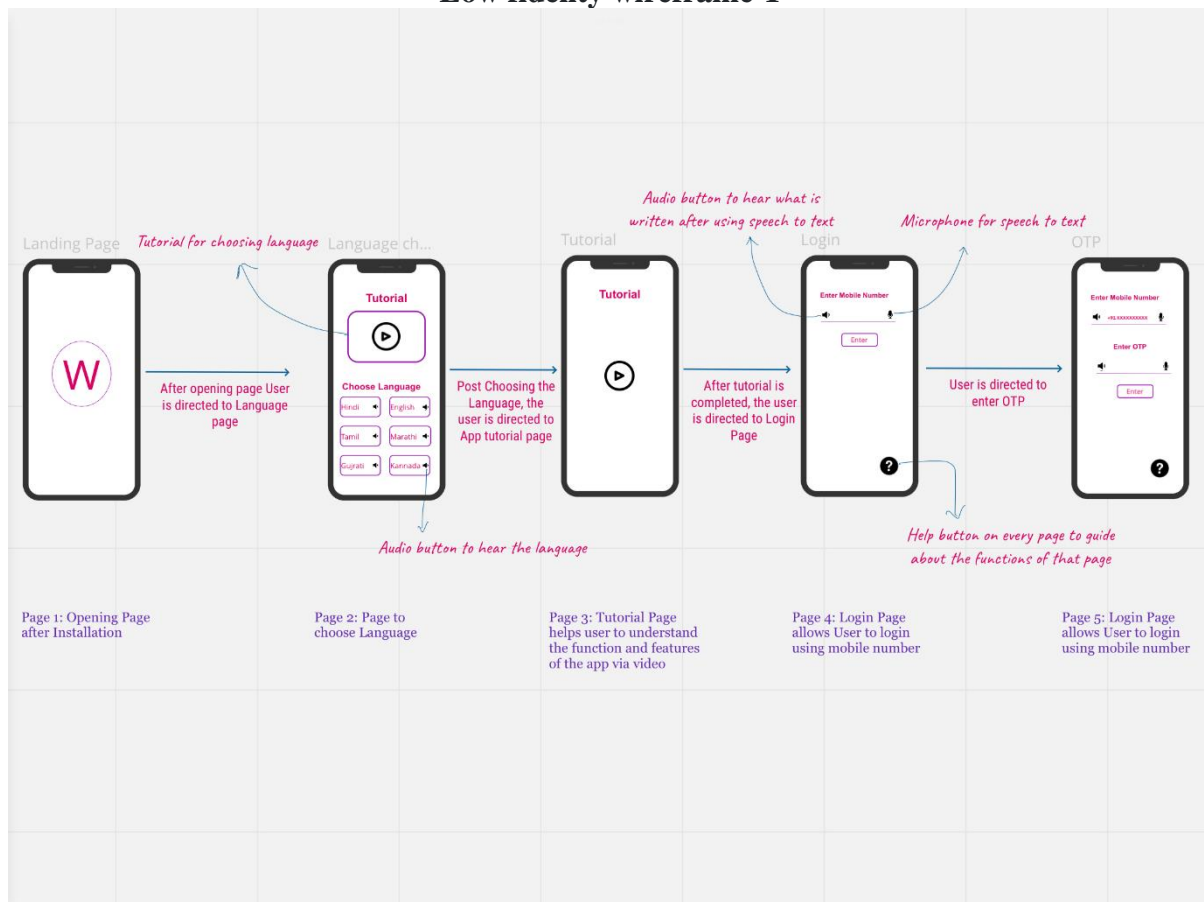 Low fidelity wireframe 1
Landing Page
Tutorial for choosing language
Language ch...
Tutorial
Audio button to hear what is
written after using speech to text
Login
Microphone for speech to text
OTP
W
After opening page User
is directed to Language
page
Tutorial
Choose Language
Hindi
English
Tamil
Marathi
Gujrati
Kannada
Post Choosing the
Language, the
user is directed to
App tutorial page
Tutorial
After tutorial is
completed, the user
is directed to Login
Page
Enter Mobile Number
Enter
?
User is directed to
enter OTP
Enter Mobile Number
+91XXXXXXXXXX
Enter OTP
Enter
?
Audio button to hear the language
Help button on every page to guide
about the functions of that page
Page 1: Opening Page
after Installation
Page 2: Page to
choose Language
Page 3: Tutorial Page
helps user to understand
the function and features
of the app via video
Page 4: Login Page
allows User to login
using mobile number
Page 5: Login Page
allows User to login
using mobile number